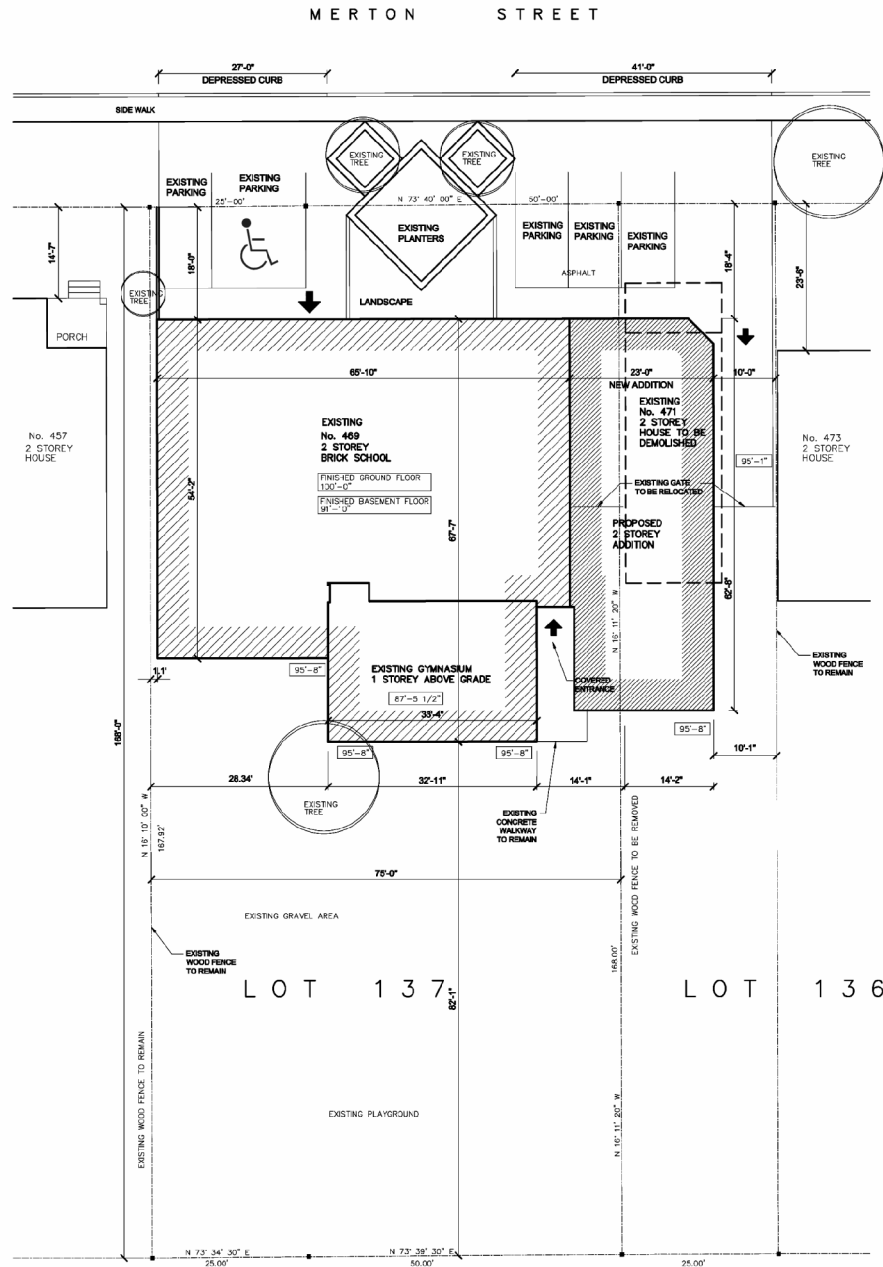 MERTON STREET
27'-0"
DEPRESSED CURB
41'-0"
DEPRESSED CURB
SIDE WALK
EXISTING
TREE
EXISTING
TREE
EXISTING
TREE
EXISTING
PARKING
EXISTING
PARKING
25'-00'
N 73° 40' 00" E
50'-00'
EXISTING
PLANTERS
EXISTING
PARKING
EXISTING
PARKING
EXISTING
PARKING
14'-7"
18'-0"
18'-4"
23'-6"
ASPHALT
EXISTING
TREE
LANDSCAPE
PORCH
65'-10"
23'-0"
10'-0"
NEW ADDITION
EXISTING
No. 471
2 STOREY
HOUSE TO BE
DEMOLISHED
EXISTING
No. 469
2 STOREY
BRICK SCHOOL
No. 457
2 STOREY
HOUSE
No. 473
2 STOREY
HOUSE
95'-1"
FINISHED GROUND FLOOR
100'-0"
FINISHED BASEMENT FLOOR
54'-2"
67'-7"
EXISTING GATE
TO BE RELOCATED
PROPOSED
2 STOREY
ADDITION
62'-8"
N 16° 11' 20" W
EXISTING
WOOD FENCE
TO REMAIN
1.1'
95'-8"
EXISTING GYMNASIUM
1 STOREY ABOVE GRADE
87'-5 1/2"
33'-4"
COVERED
ENTRANCE
95'-8"
95'-8"
95'-8"
10'-1"
168'-0"
28.34'
32'-11"
14'-1"
14'-2"
EXISTING
TREE
EXISTING
CONCRETE
WALKWAY
TO REMAIN
N 16° 10' 00" W
167.92'
EXISTING WOOD FENCE TO BE REMOVED
75'-0"
EXISTING GRAVEL AREA
EXISTING
WOOD FENCE
TO REMAIN
168.00'
LOT 137
LOT 136
82'-1"
EXISTING WOOD FENCE TO REMAIN
EXISTING PLAYGROUND
N 16° 11' 20" W
N 73° 34' 30" E
N 73° 39' 30" E
25.00'
50.00'
25.00'